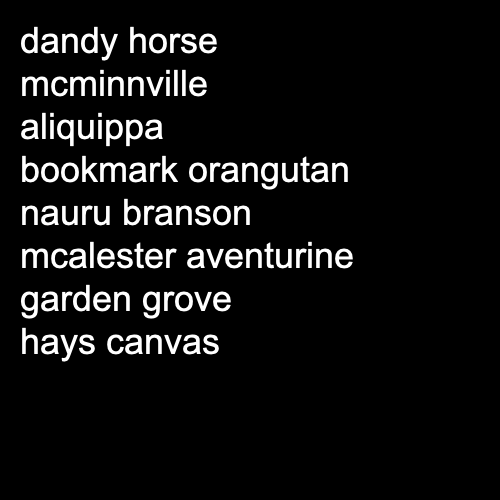 dandy horse
mcminnville
aliquippa
bookmark orangutan
nauru branson
mcalester aventurine
garden grove
hays canvas